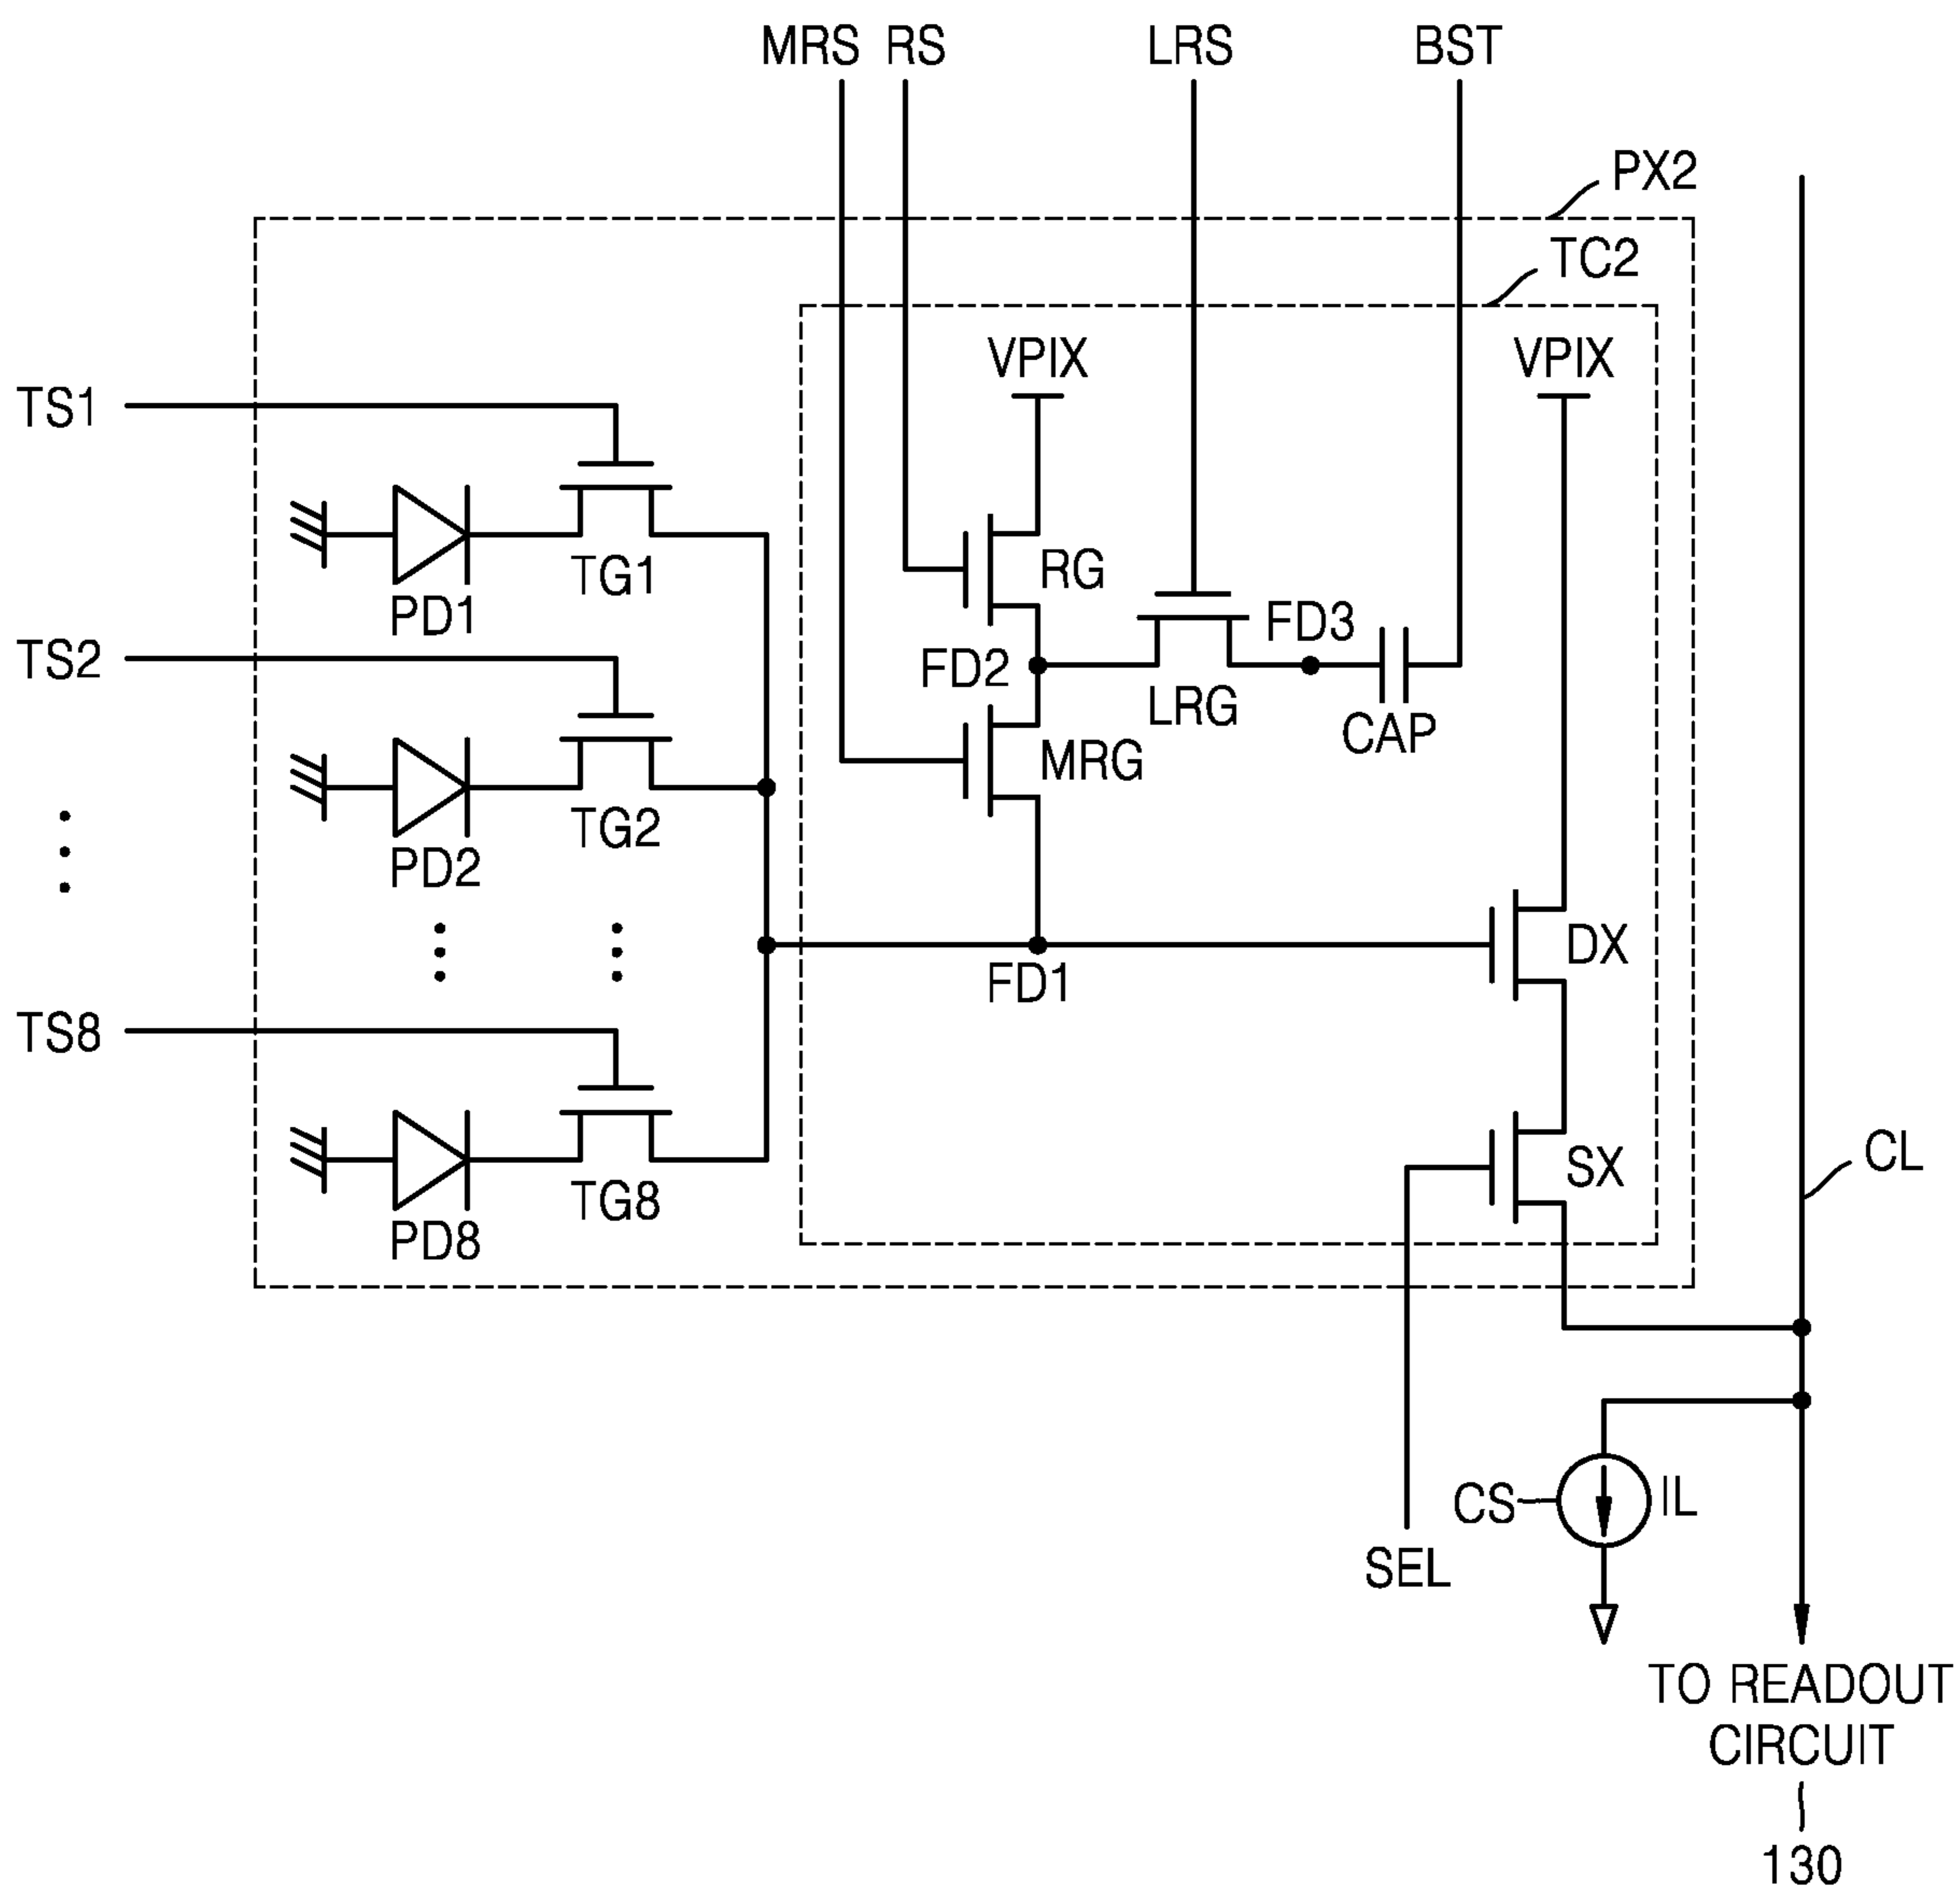 MRS RS LRS BST
PX2
TC2
VPIX VPIX
TS1
RG
TG1
PD1
FD3
TS2
FD2
LRG
CAP
MRG
TG2
PD2
DX
FD1
TS8
CL
SX
TG8
PD8
CS IL
SEL
TO READOUT
CIRCUIT
130